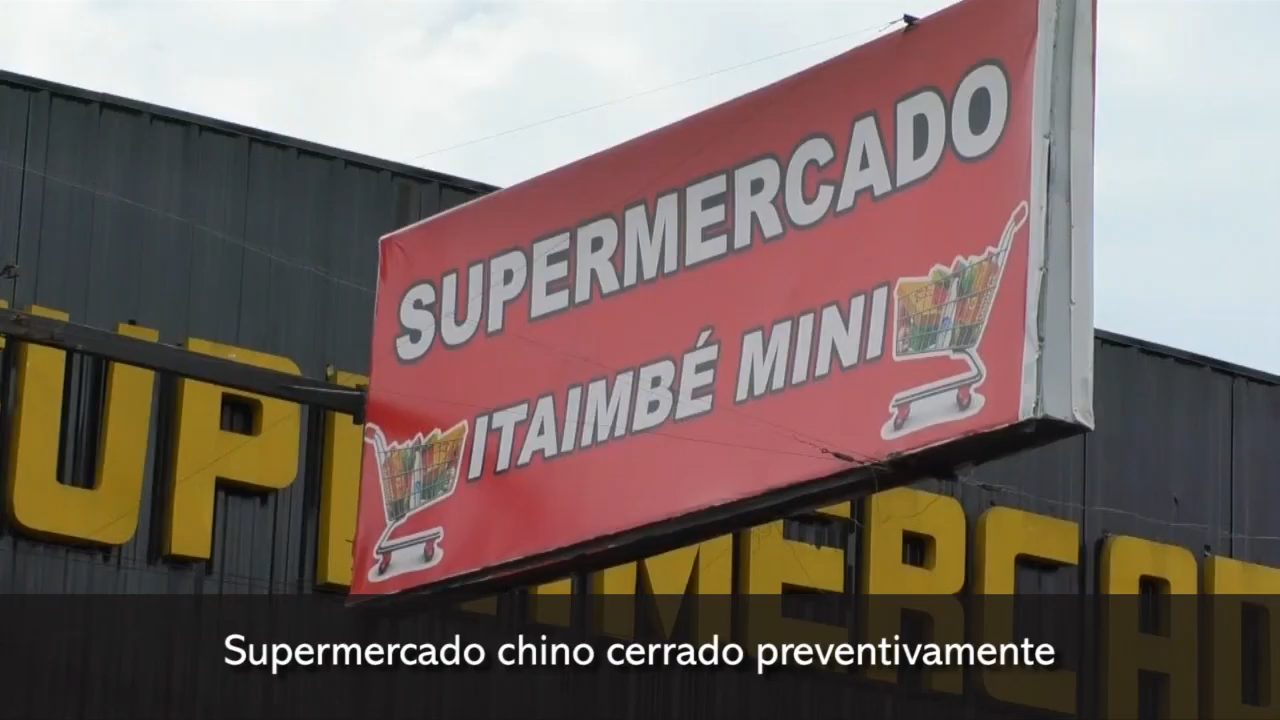 SUPERMERCADO
ITAIMBÉ MINI
Supermercado chino cerrado preventivamente